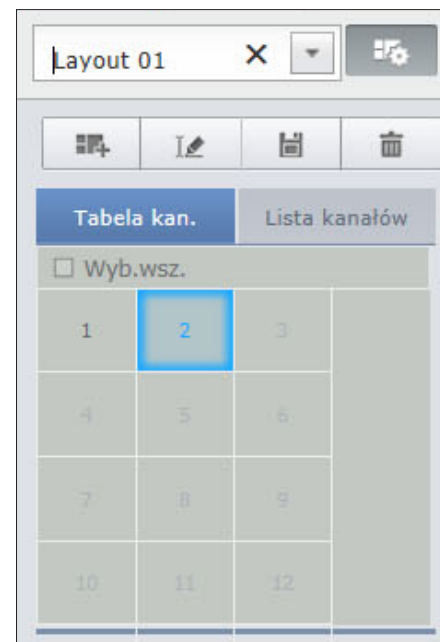 Layout 01
Tabela kan. Lista kanałów
Wyb.wsz.
1 2 3
4 5 6
7 8 9
10 11 12